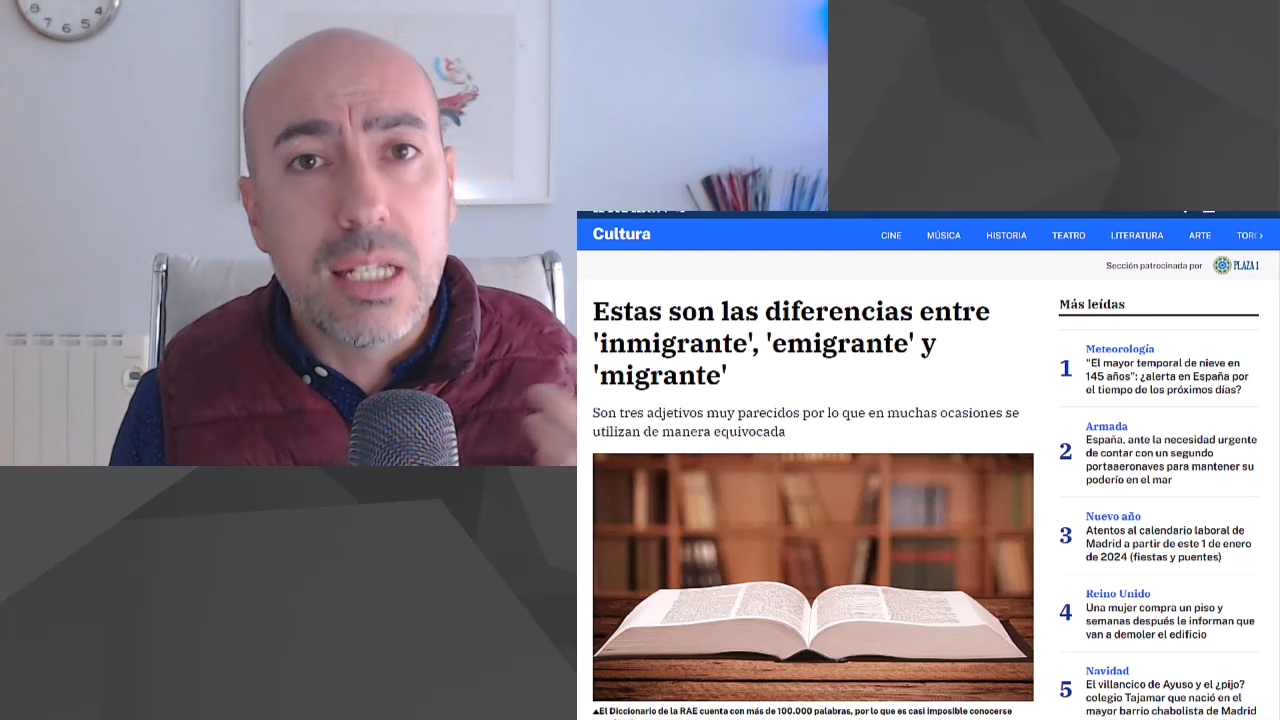 8
7
6
5
4
Cultura
CINE MÚSICA HISTORIA TEATRO LITERATURA ARTE
Sección patrocinada por PLAZA 1
Estas son las diferencias entre
'inmigrante', 'emigrante' y
'migrante'
Son tres adjetivos muy parecidos por lo que en muchas ocasiones se
utilizan de manera equivocada
▲El Diccionario de la RAE cuenta con más de 100.000 palabras, por lo que es casi imposible conocerse
Más leídas
1 Meteorología
"El mayor temporal de nieve en
145 años": ¿alerta en España por
el tiempo de los próximos días?
2 Armada
España, ante la necesidad urgente
de contar con un segundo
portaaeronaves para mantener su
poderío en el mar
3 Nuevo año
Atentos al calendario laboral de
Madrid a partir de este 1 de enero
de 2024 (fiestas y puentes)
4 Reino Unido
Una mujer compra un piso y
semanas después le informan que
van a demoler el edificio
5 Navidad
El villancico de Ayuso y el ¿pijo?
colegio Tajamar que nació en el
mayor barrio chabolista de Madrid